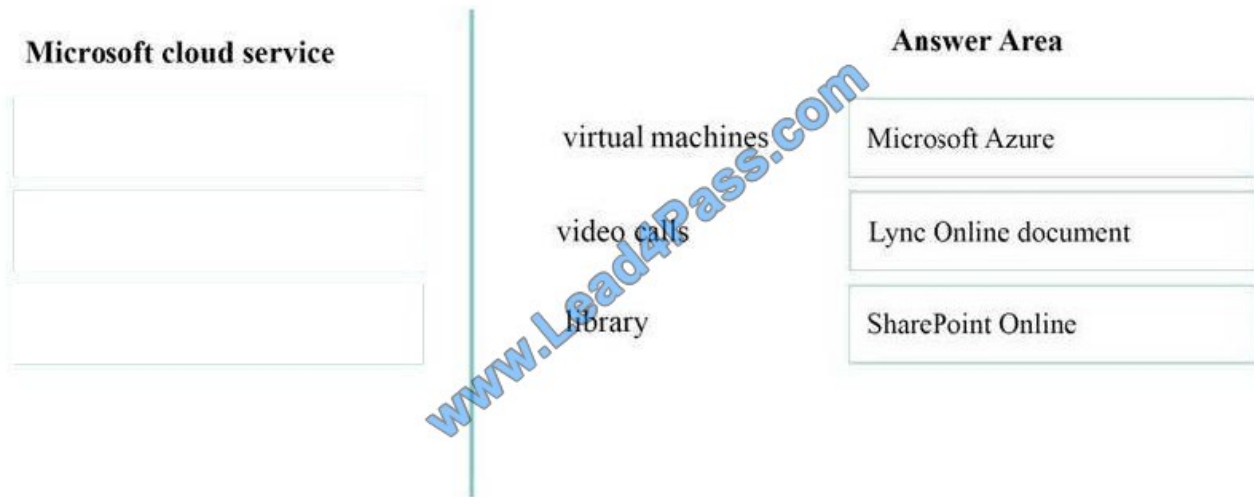 Microsoft cloud service
Answer Area
virtual machines Microsoft Azure
video calls Lync Online document
library SharePoint Online
www.Lead4Pass.com